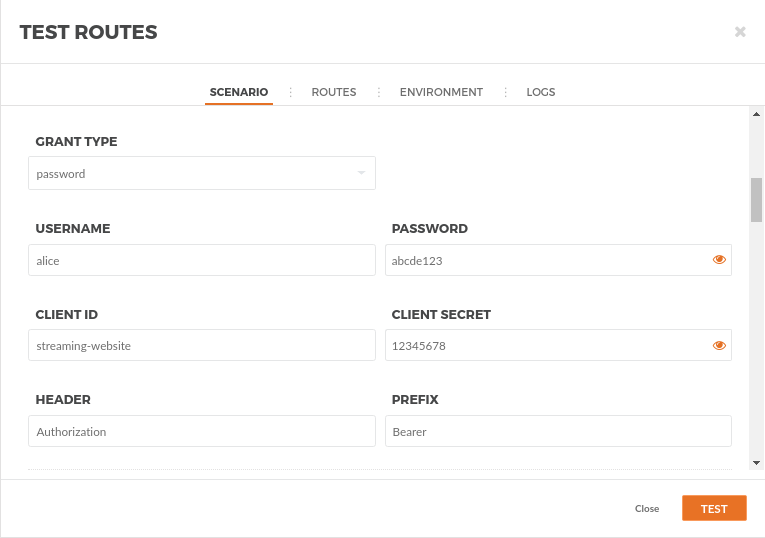 TEST ROUTES
SCENARIO ROUTES ENVIRONMENT LOGS
GRANT TYPE
password
USERNAME PASSWORD
alice abcde123
CLIENT ID CLIENT SECRET
streaming-website 12345678
HEADER PREFIX
Authorization Bearer
Close TEST